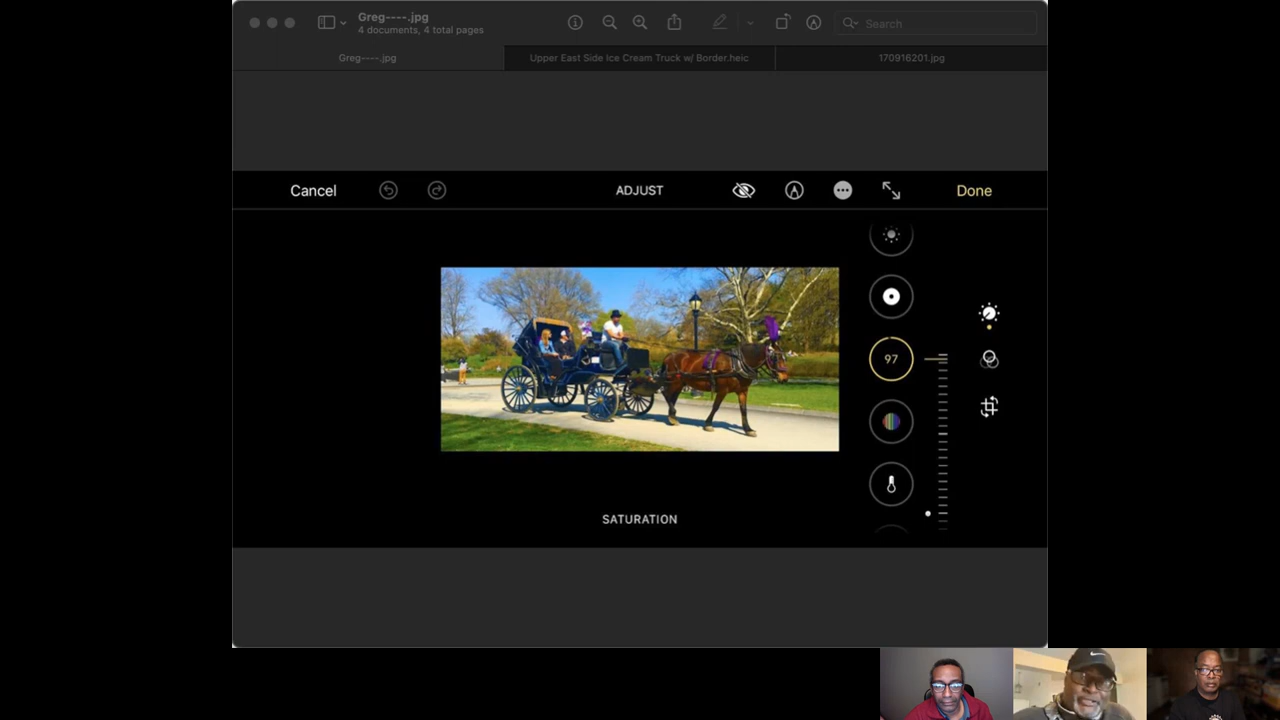 Greg----.jpg
4 documents, 4 total pages
Search
Greg----.jpg
Upper East Side Ice Cream Truck w/ Border.heic
170916201.jpg
Cancel
ADJUST
Done
97
SATURATION